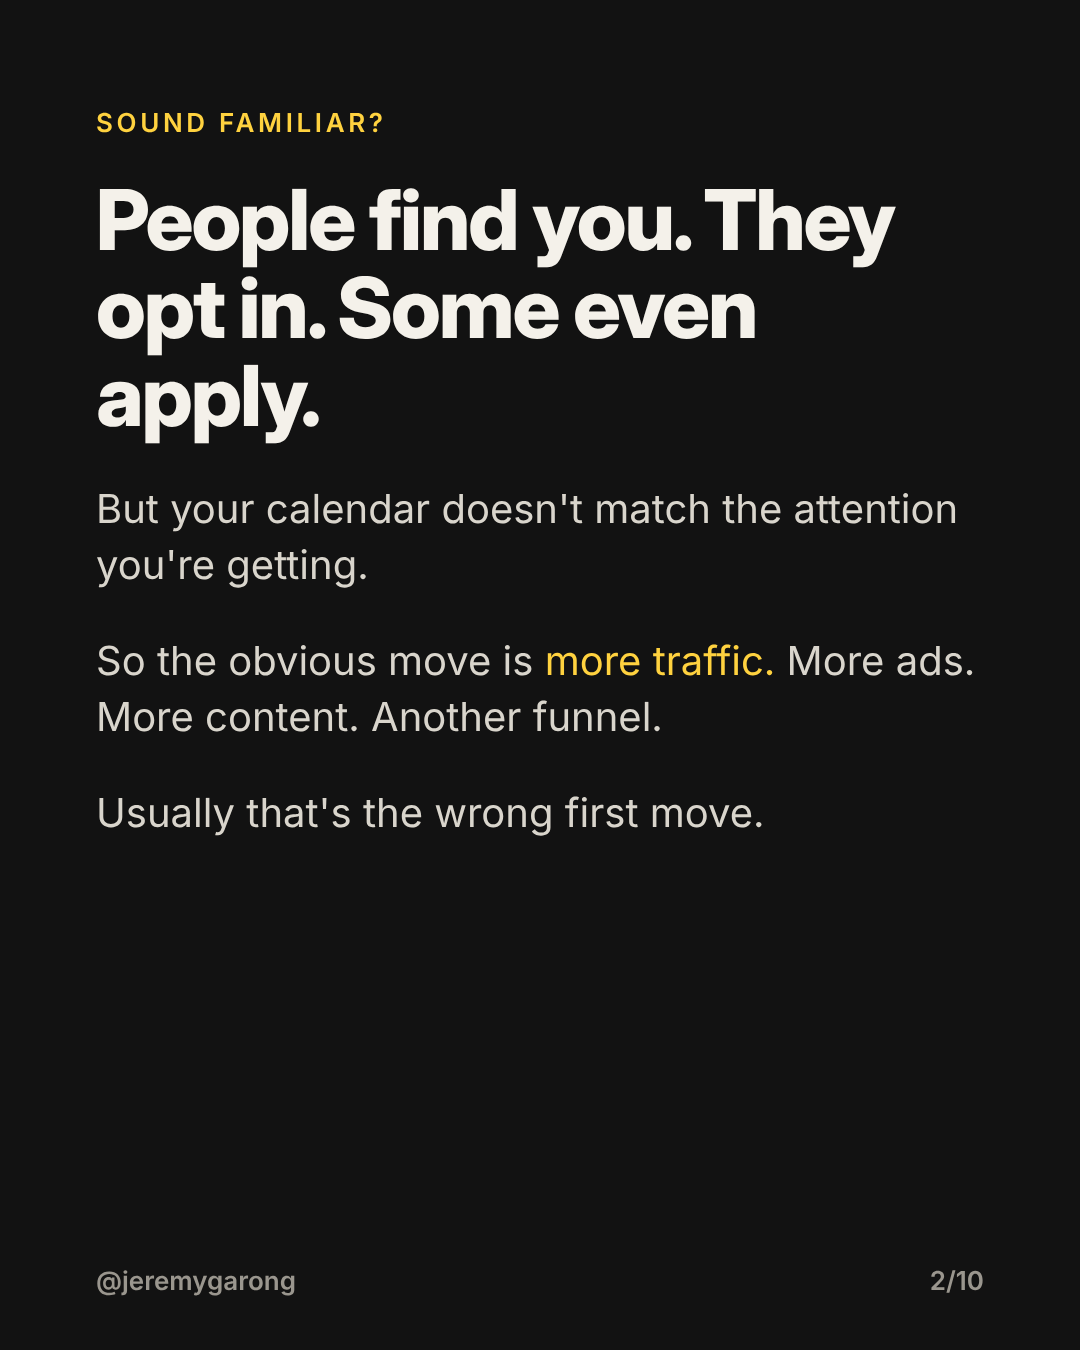 SOUND FAMILIAR?
People find you. They
opt in. Some even
apply.
But your calendar doesn't match the attention
you're getting.
So the obvious move is more traffic. More ads.
More content. Another funnel.
Usually that's the wrong first move.
@jeremygarong
2/10